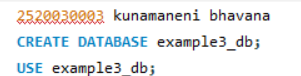 2520030003 kunamaneni bhavana
CREATE DATABASE example3_db;
USE example3_db;